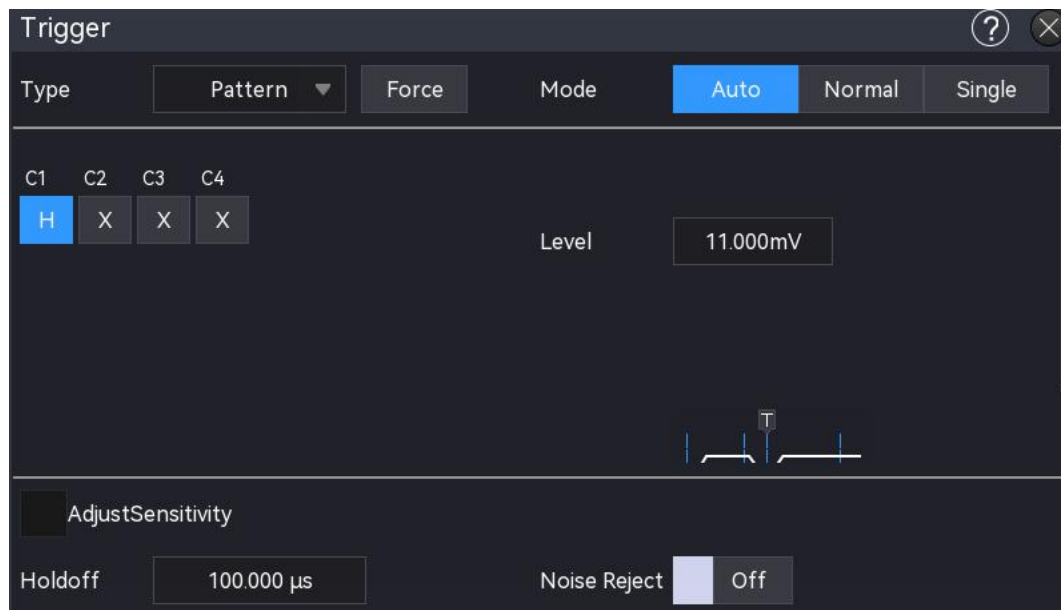 Trigger ?
Type Pattern Force Mode Auto Normal Single
C1 C2 C3 C4
H X X X
Level 11.000mV
T
AdjustSensitivity
Holdoff 100.000 µs Noise Reject Off